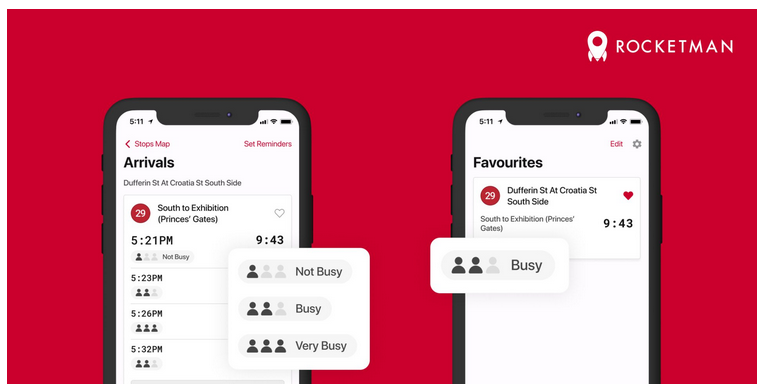 ROCKETMAN
5:11
Stops Map
Set Reminders
Arrivals
Dufferin St At Croatia St South Side
29
South to Exhibition
(Princes' Gates)
5:21PM
9:43
Not Busy
5:23PM
5:26PM
5:32PM
Not Busy
Busy
Very Busy
5:11
Edit
Favourites
29
Dufferin St At Croatia St
South Side
South to Exhibition (Princes'
Gates)
9:43
Busy